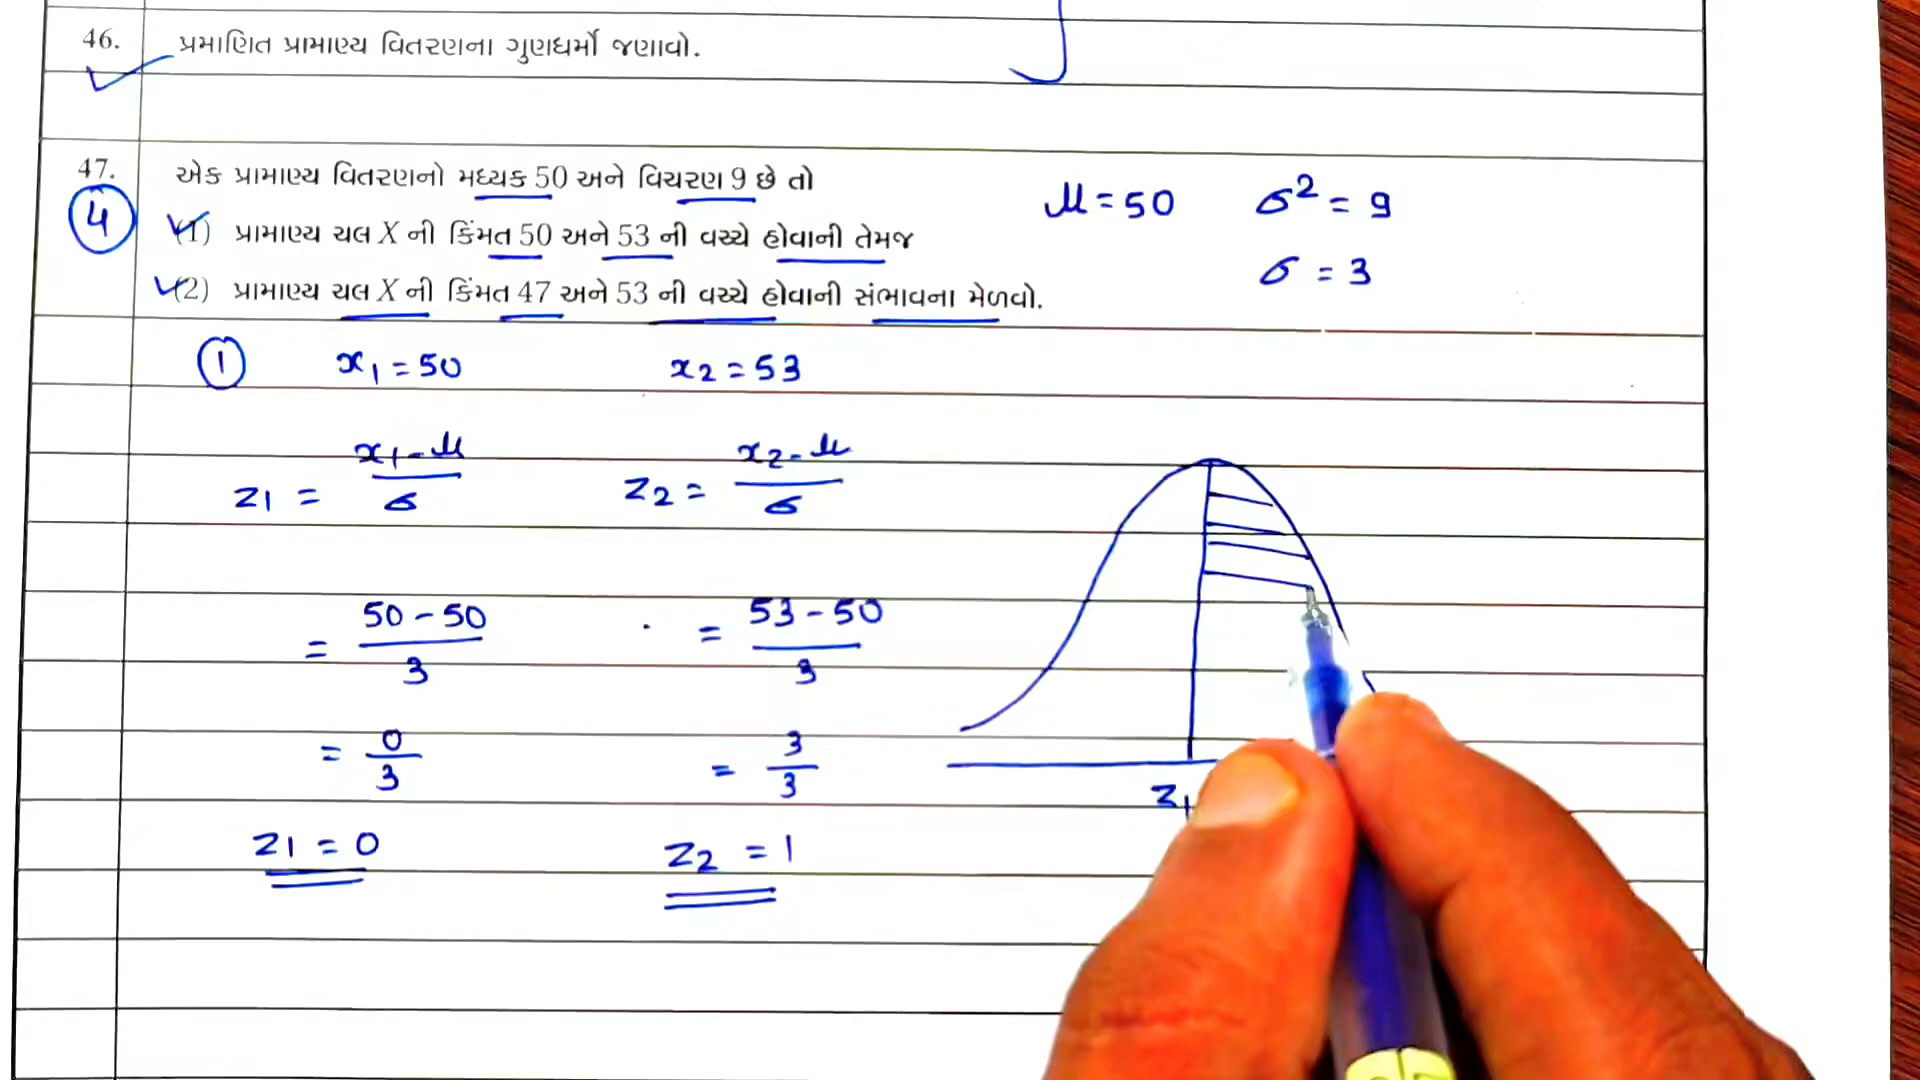 46. પ્રમાણિત પ્રામાણ્ય વિતરણના ગુણધર્મો જણાવો.
47. એક પ્રામાણ્ય વિતરણનો મધ્યક 50 અને વિચરણ 9 છે તો
μ = 50 σ² = 9
4
(1) પ્રામાણ્ય ચલ X ની કિંમત 50 અને 53 ની વચ્ચે હોવાની તેમજ
σ = 3
(2) પ્રામાણ્ય ચલ X ની કિંમત 47 અને 53 ની વચ્ચે હોવાની સંભાવના મેળવો.
1 x1 = 50 x2 = 53
z1 = x1 - μ / σ z2 = x2 - μ / σ
= 50 - 50 / 3 = 53 - 50 / 3
= 0 / 3 = 3 / 3
z1
z1 = 0 z2 = 1